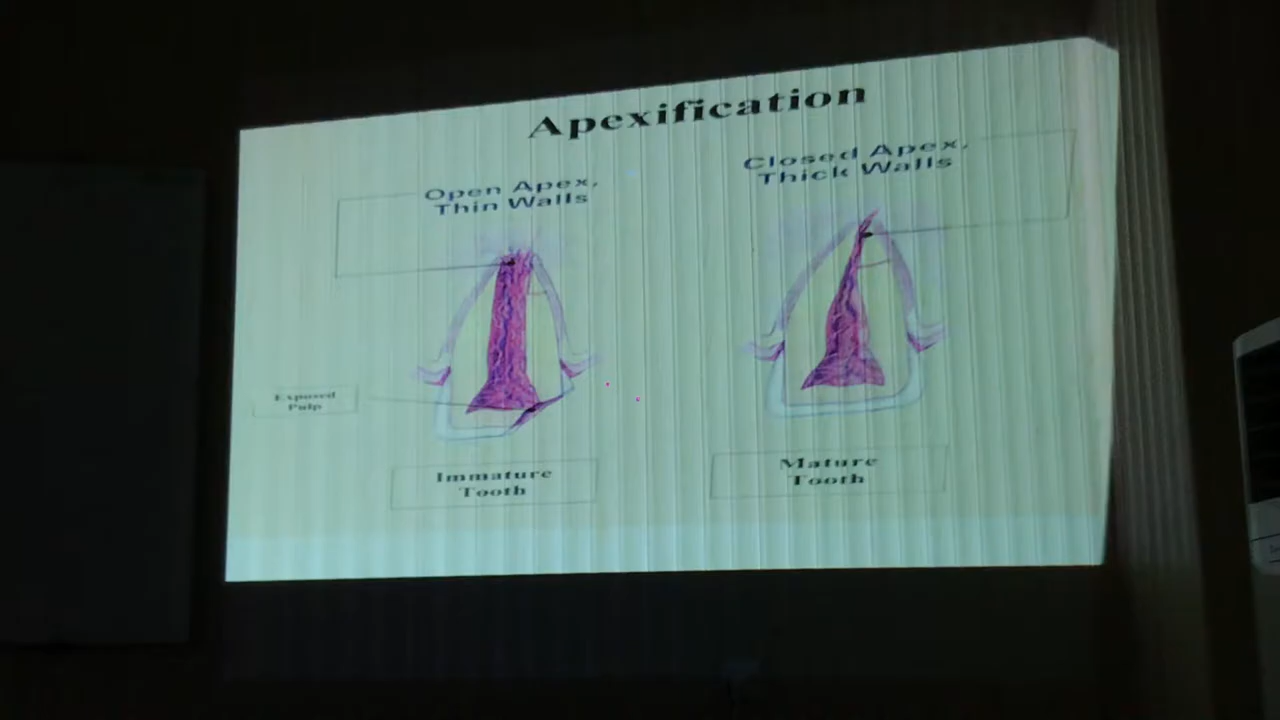 Apexification
Open Apex,
Thin Walls
Closed Apex,
Thick Walls
Exposed
Pulp
Immature
Tooth
Mature
Tooth